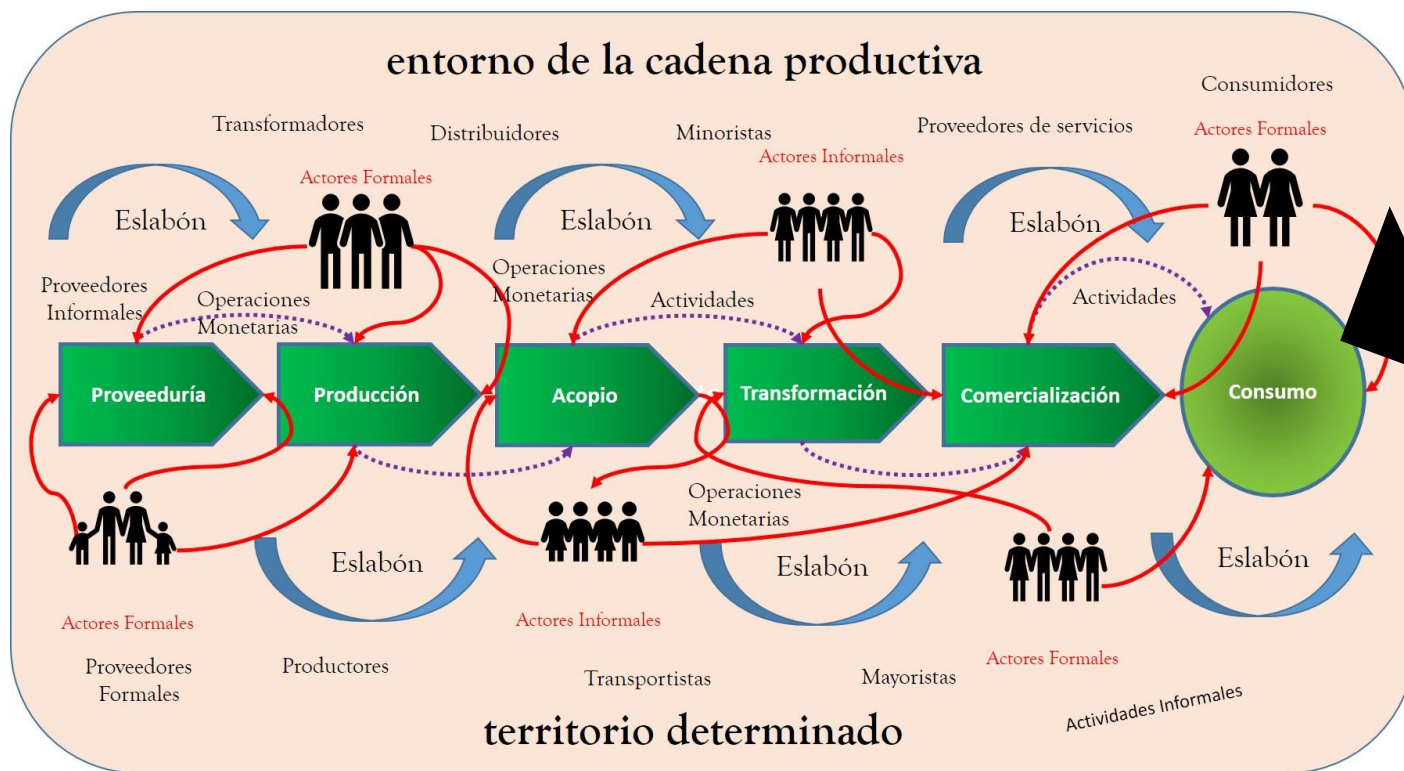 entorno de la cadena productiva
Consumidores
Transformadores
Distribuidores
Minoristas
Proveedores de servicios
Actores Formales
Actores Informales
Actores Formales
Eslabón
Eslabón
Eslabón
Proveedores
Informales
Operaciones
Monetarias
Operaciones
Monetarias
Actividades
Actividades
Proveeduría
Producción
Acopio
Transformación
Comercialización
Consumo
Operaciones
Monetarias
Eslabón
Eslabón
Eslabón
Actores Formales
Actores Informales
Actores Formales
Proveedores
Formales
Productores
Transportistas
Mayoristas
Actividades Informales
territorio determinado